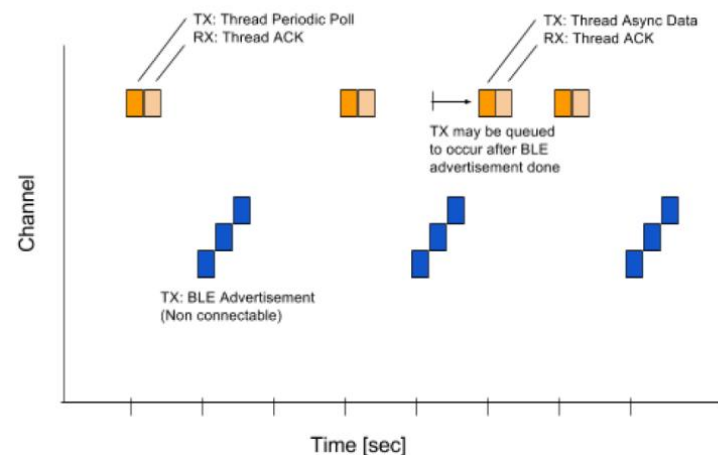 TX: Thread Periodic Poll
RX: Thread ACK
TX: Thread Async Data
RX: Thread ACK
TX may be queued
to occur after BLE
advertisement done
Channel
TX: BLE Advertisement
(Non connectable)
Time [sec]